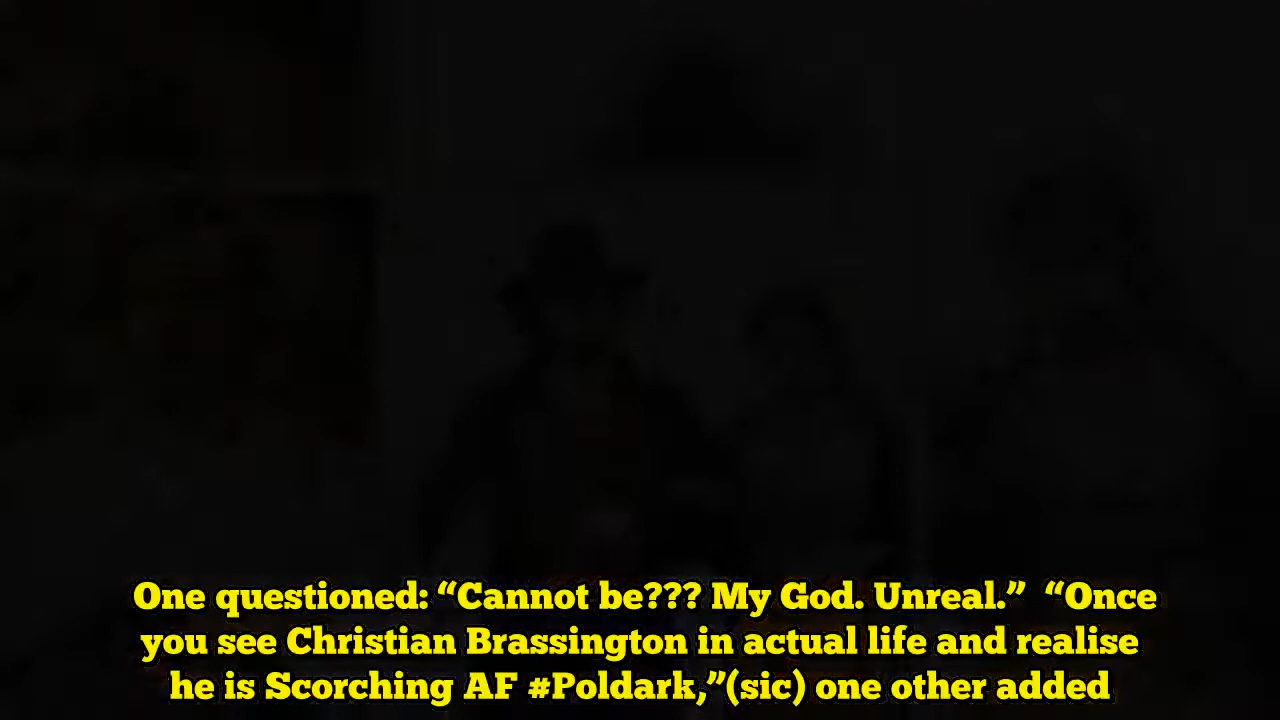 One questioned: “Cannot be??? My God. Unreal.”  “Once
you see Christian Brassington in actual life and realise
he is Scorching AF #Poldark,”(sic) one other added